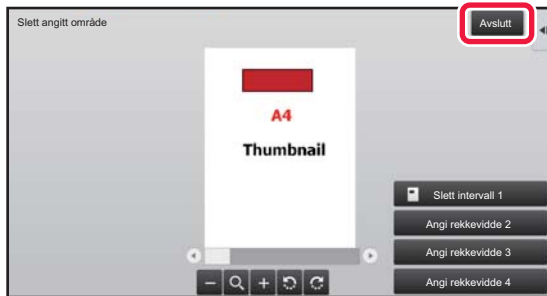 Slett angitt område
Avslutt
A4
Thumbnail
Slett intervall 1
Angi rekkevidde 2
Angi rekkevidde 3
Angi rekkevidde 4